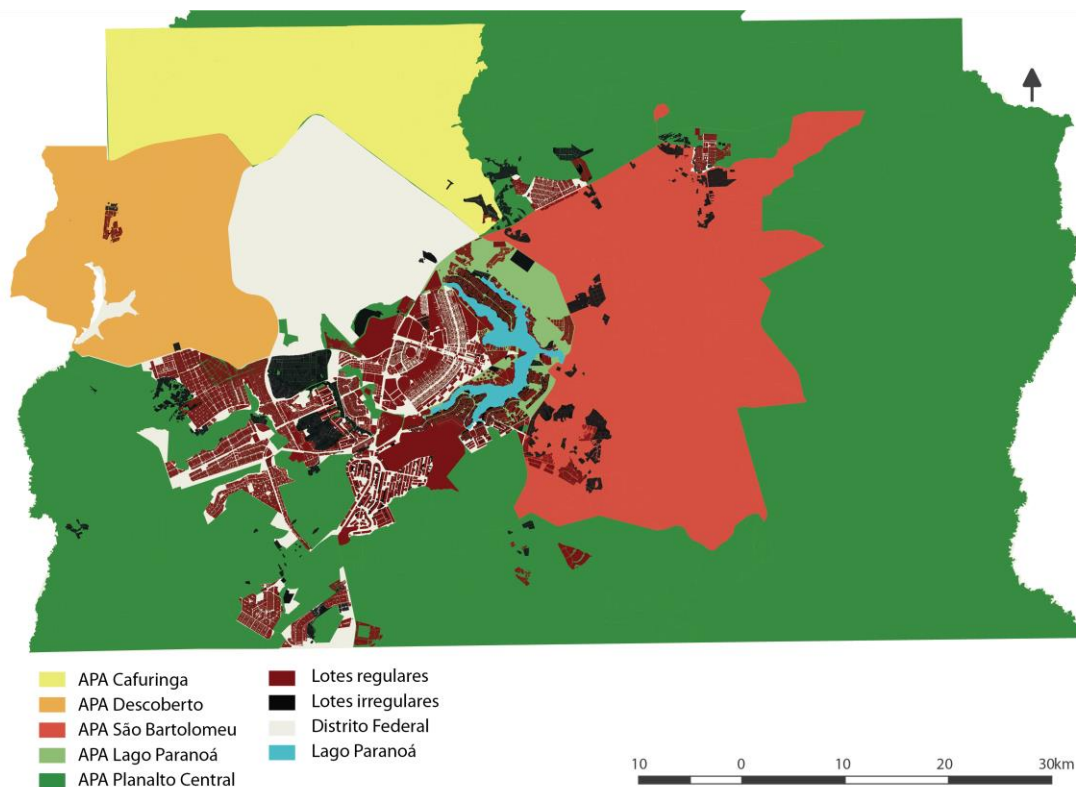 APA Cafuringa
APA Descoberto
APA São Bartolomeu
APA Lago Paranoá
APA Planalto Central
Lotes regulares
Lotes irregulares
Distrito Federal
Lago Paranoá
10 0 10 20 30km